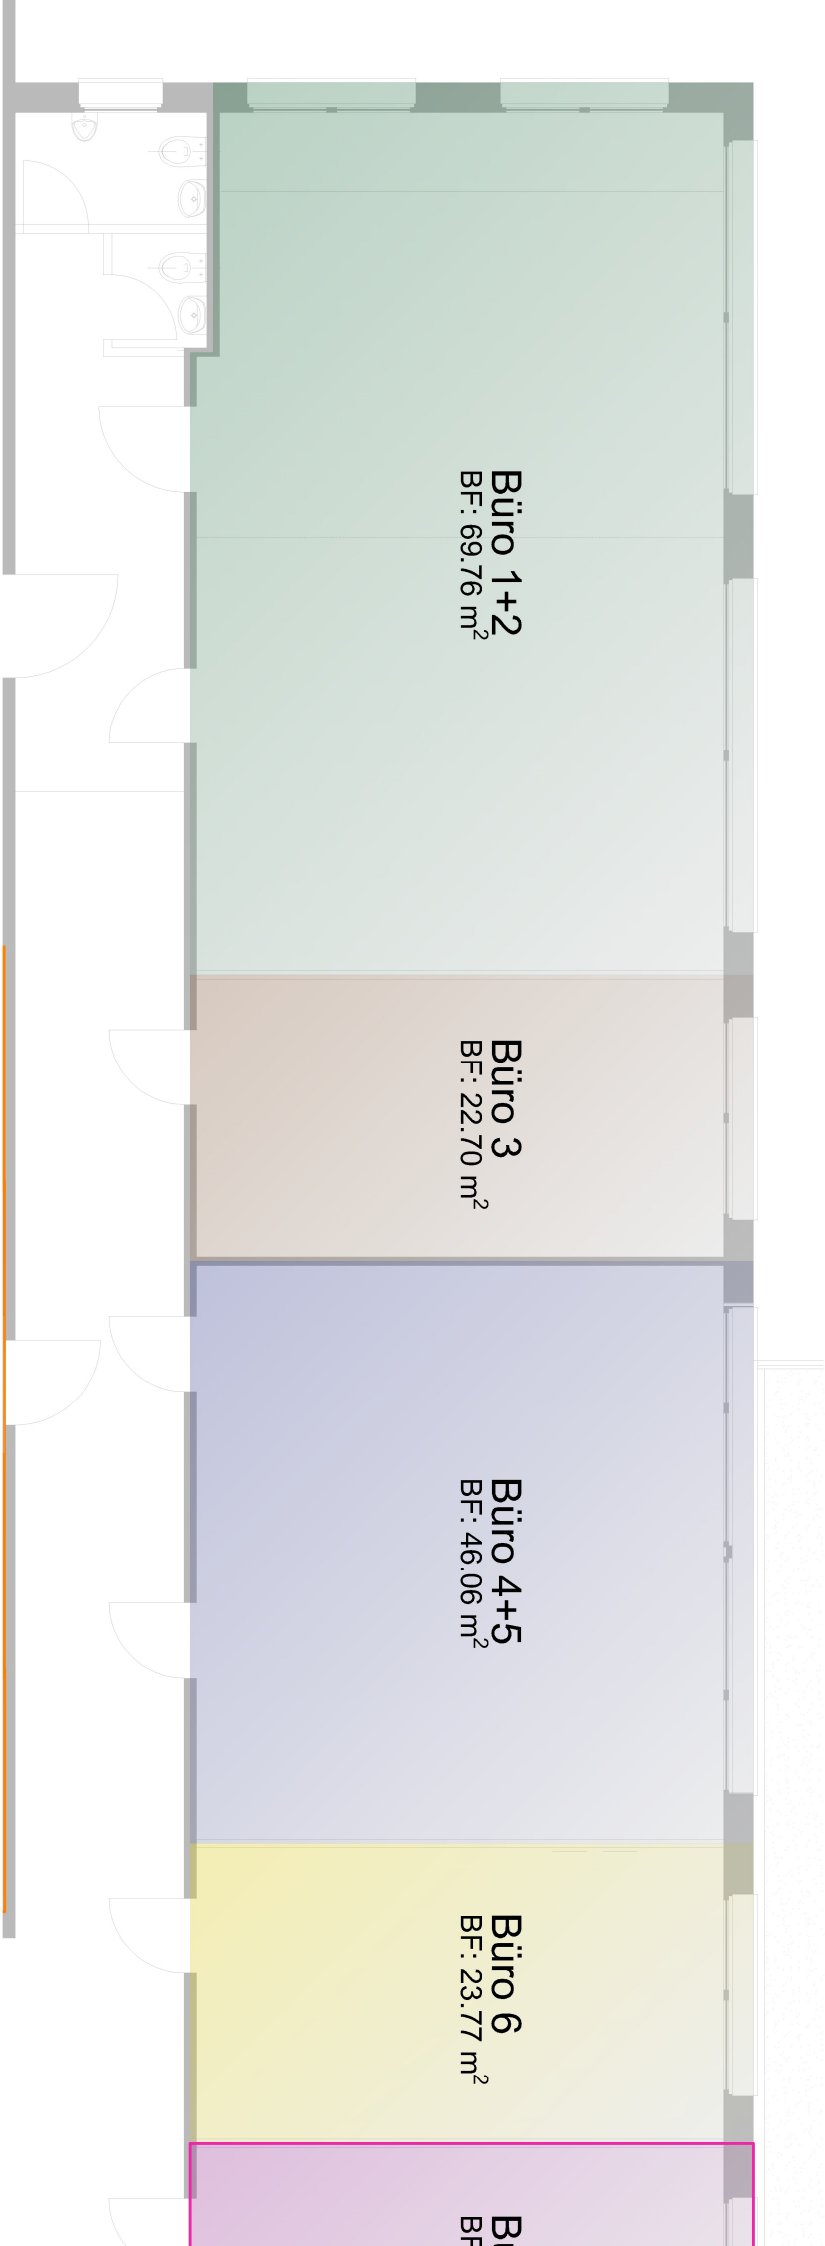 Büro 1+2
BF: 69.76 m²
Büro 3
BF: 22.70 m²
Büro 4+5
BF: 46.06 m²
Büro 6
BF: 23.77 m²